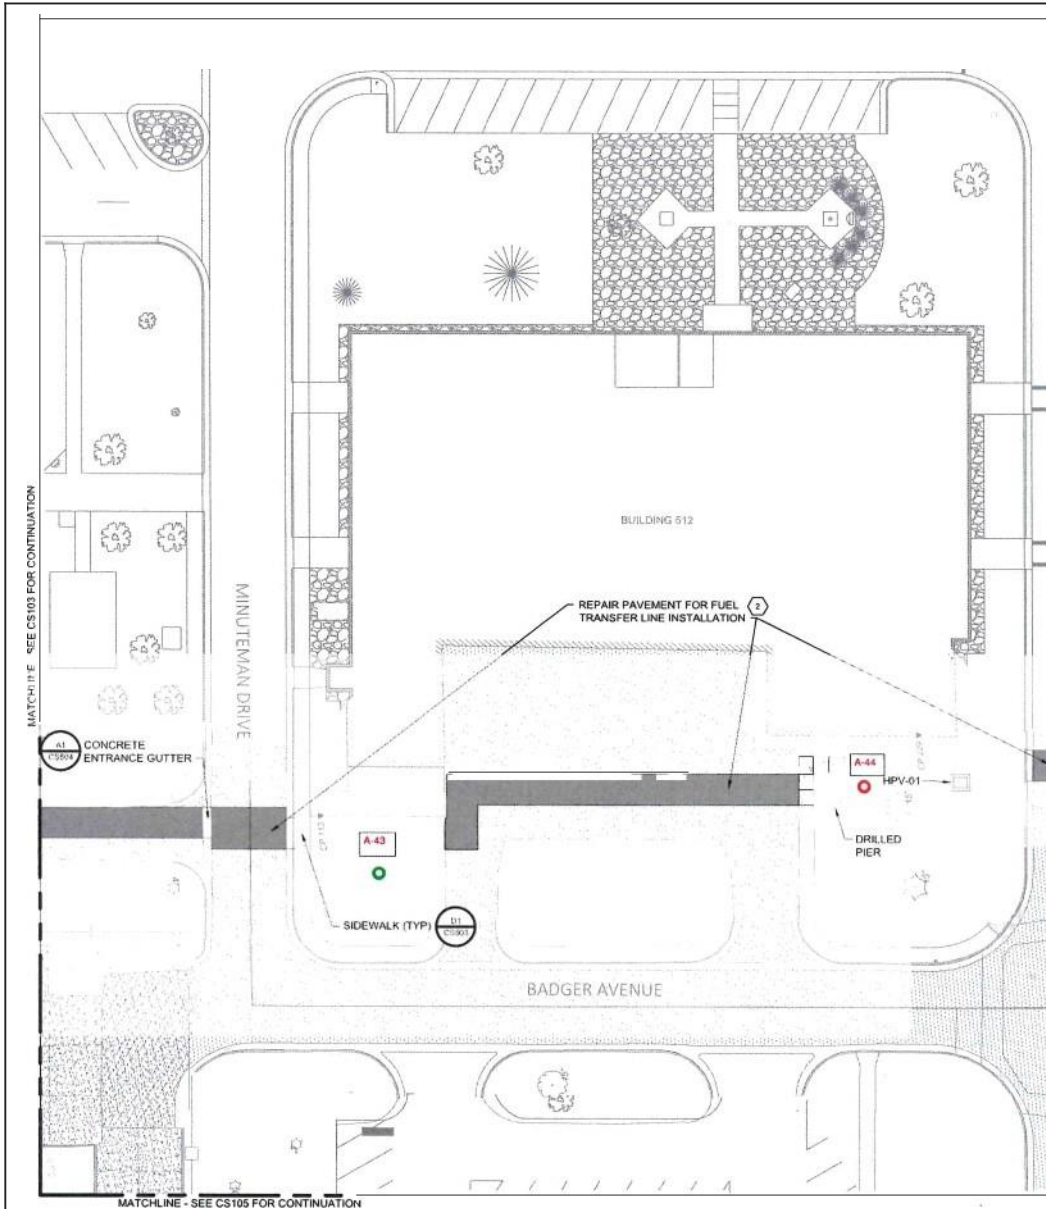 BUILDING 512
MATCHLINE - SEE CS103 FOR CONTINUATION
MINUTEMAN DRIVE
REPAIR PAVEMENT FOR FUEL
TRANSFER LINE INSTALLATION
2
A1
CS504
CONCRETE
ENTRANCE GUTTER
A-44
HPV-01
A-43
DRILLED
PIER
SIDEWALK (TYP)
D1
CS503
BADGER AVENUE
MATCHLINE - SEE CS105 FOR CONTINUATION